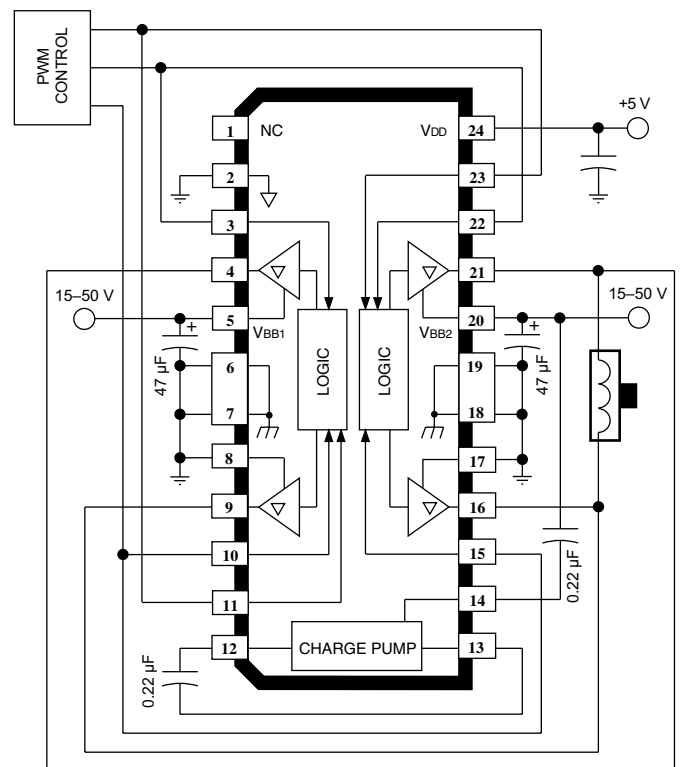 PWM
CONTROL
+5 V
1
NC
VDD
24
2
23
3
22
4
21
15–50 V
15–50 V
5
VBB1
VBB2
20
+
+
47 µF
47 µF
6
19
LOGIC
LOGIC
7
18
8
17
9
16
10
15
0.22 µF
11
14
12
CHARGE PUMP
13
0.22 µF